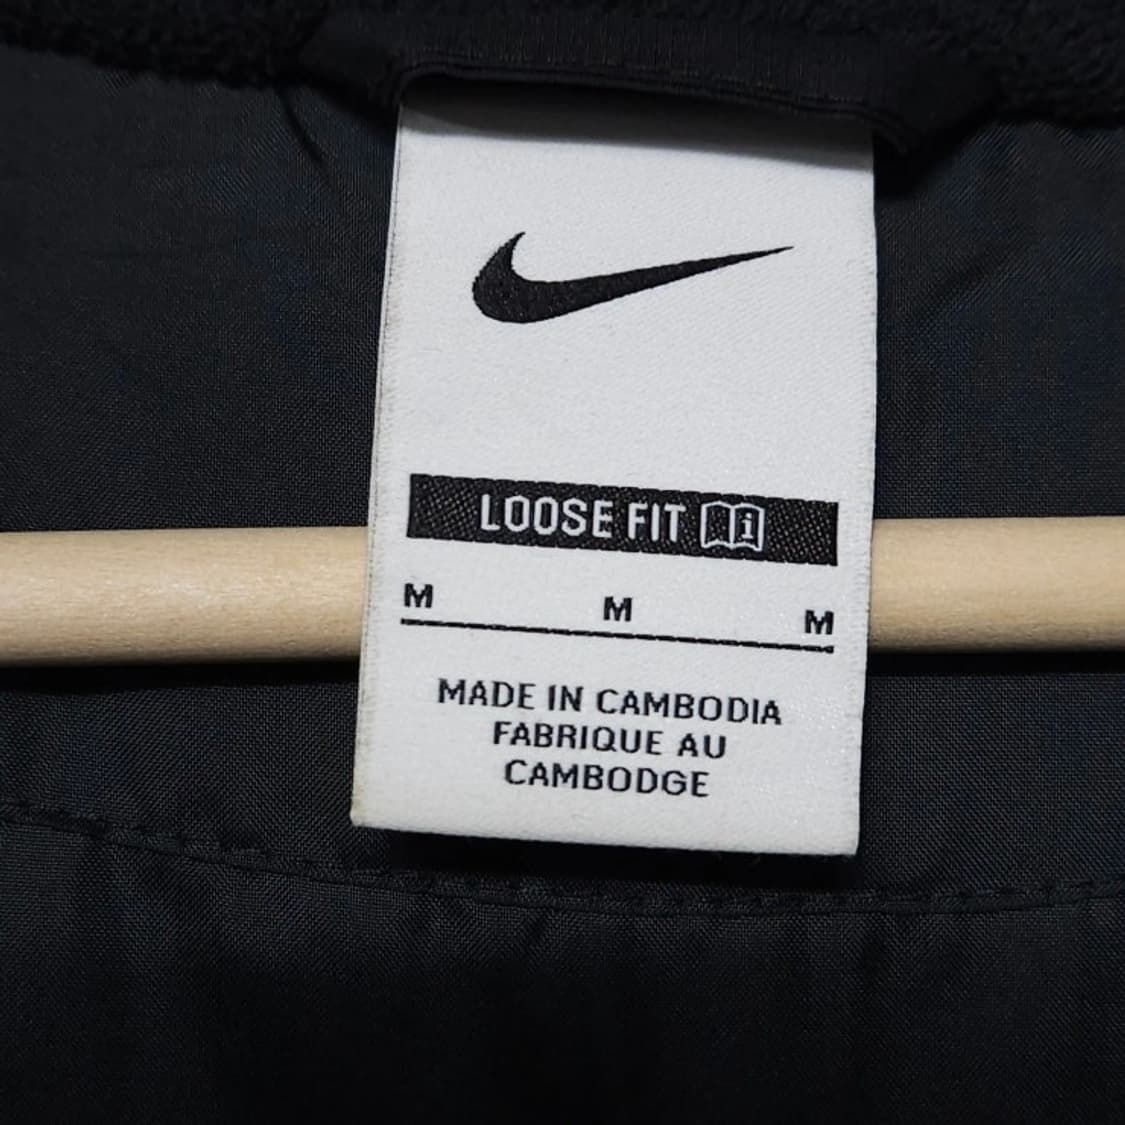 LOOSE FIT i
M M M
MADE IN CAMBODIA
FABRIQUE AU
CAMBODGE